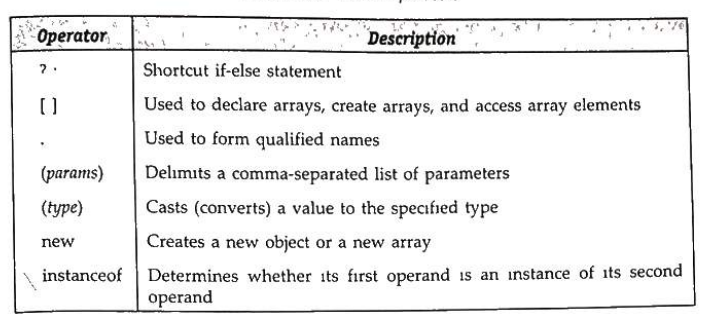 Operator Description
? · Shortcut if-else statement
[ ] Used to declare arrays, create arrays, and access array elements
. Used to form qualified names
(params) Delimits a comma-separated list of parameters
(type) Casts (converts) a value to the specified type
new Creates a new object or a new array
instanceof Determines whether its first operand is an instance of its second
operand